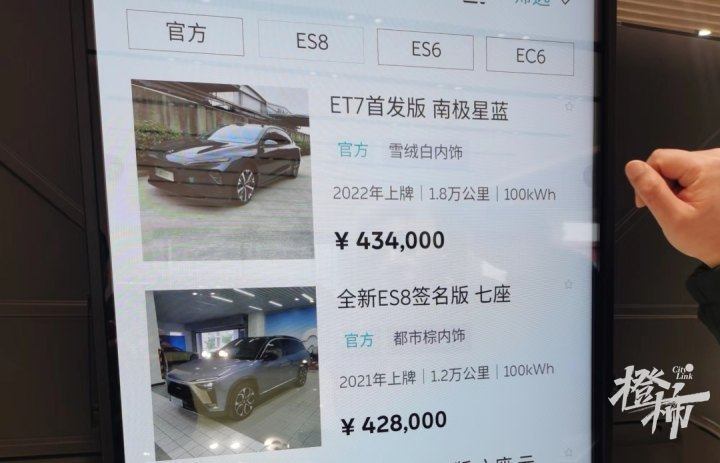 筛选
官方
ES8
ES6
EC6
ET7首发版 南极星蓝
官方 雪绒白内饰
2022年上牌｜1.8万公里｜100kWh
¥ 434,000
全新ES8签名版 七座
官方 都市棕内饰
2021年上牌｜1.2万公里｜100kWh
¥ 428,000
City Link
橙柿